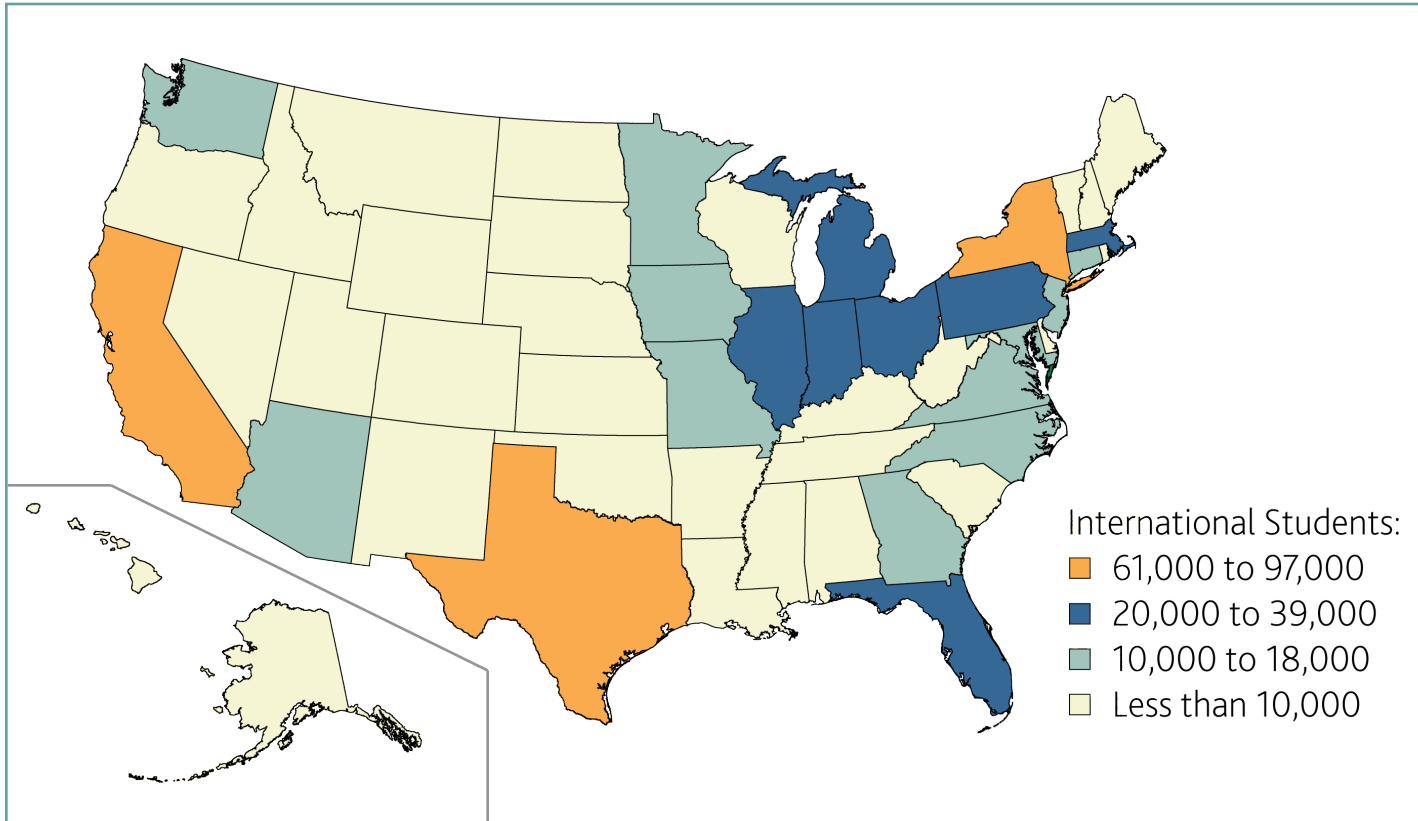 International Students:
61,000 to 97,000
20,000 to 39,000
10,000 to 18,000
Less than 10,000